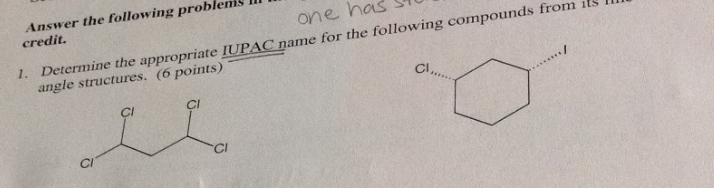 Answer the following problems
one has
credit.
1. Determine the appropriate IUPAC name for the following compounds from its
angle structures. (6 points)
Cl
Cl
Cl
Cl
Cl
I